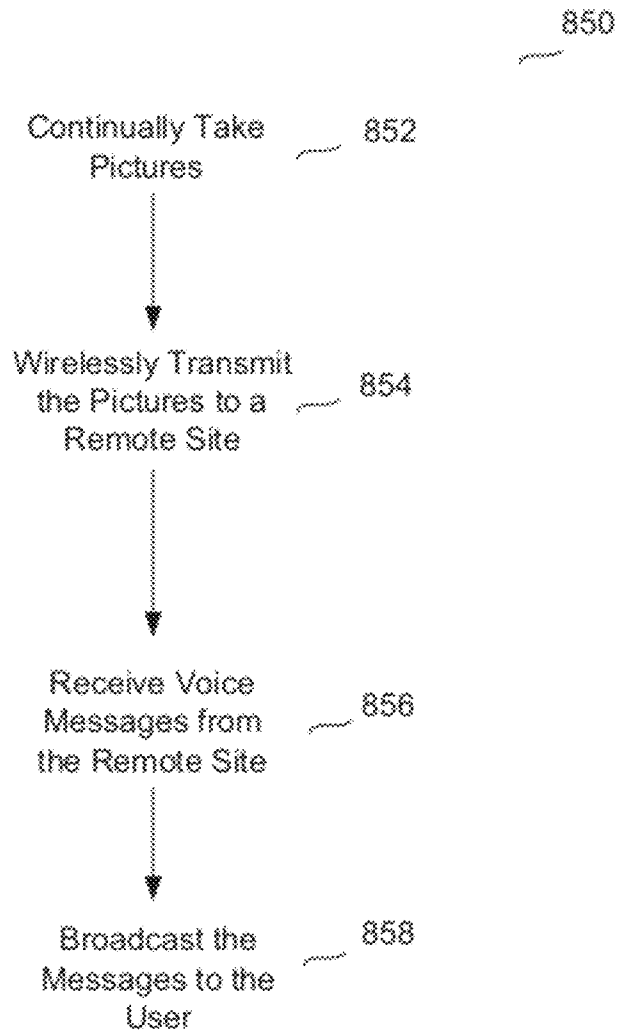 850
Continually Take
Pictures
852
Wirelessly Transmit
the Pictures to a
Remote Site
854
Receive Voice
Messages from
the Remote Site
856
Broadcast the
Messages to the
User
858